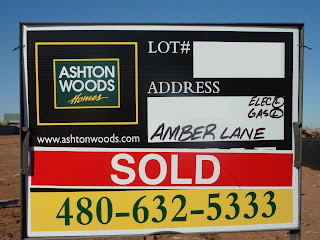 LOT#
ASHTON
WOODS
Homes
ADDRESS
ELEC Ⓛ
GAS Ⓛ
AMBER LANE
www.ashtonwoods.com
SOLD
480-632-5333